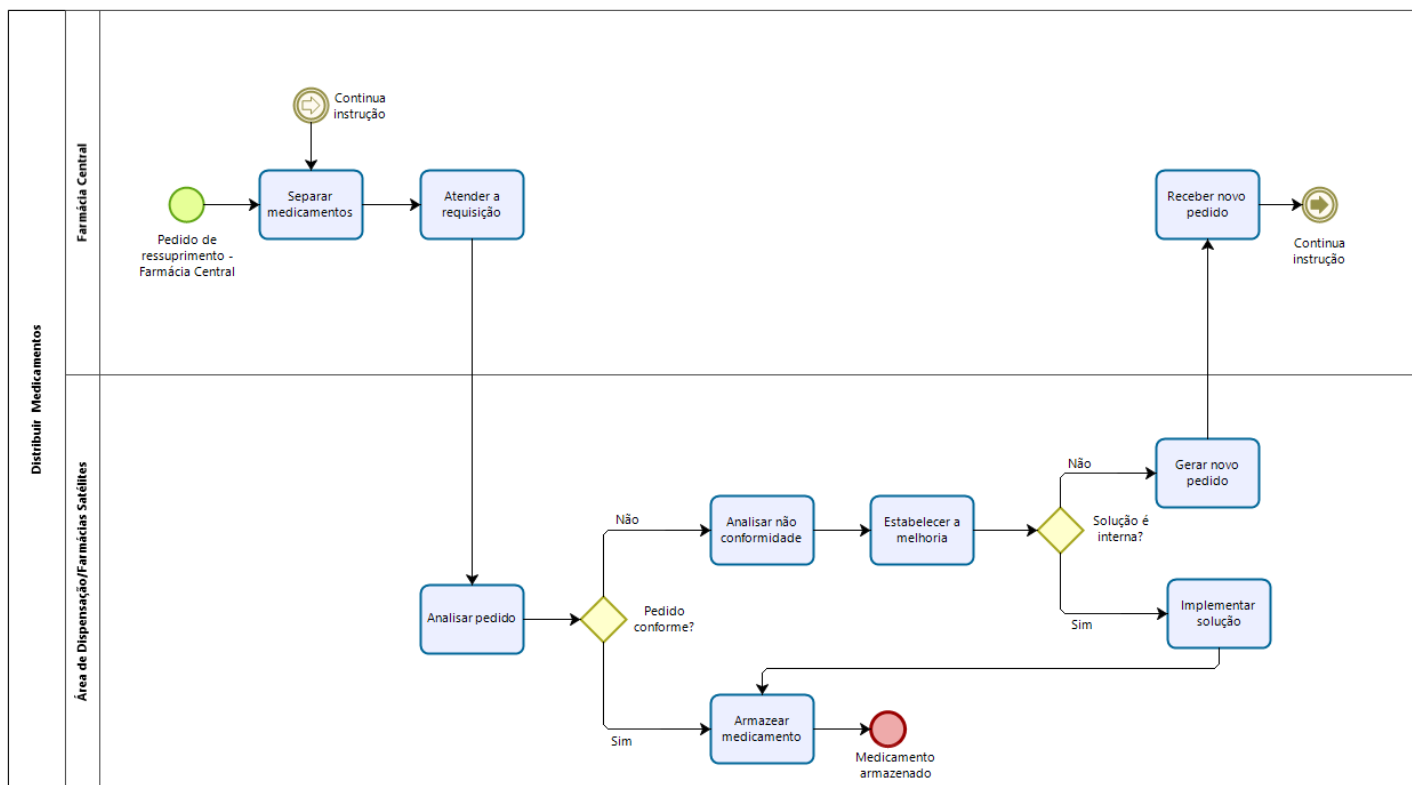 Distribuir Medicamentos
Farmácia Central
Continua
instrução
Separar
medicamentos
Atender a
requisição
Pedido de
ressuprimento -
Farmácia Central
Receber novo
pedido
Continua
instrução
Área de Dispensação/Farmácias Satélites
Analisar pedido
Pedido
conforme?
Não
Sim
Analisar não
conformidade
Estabelecer a
melhoria
Solução é
interna?
Não
Gerar novo
pedido
Sim
Implementar
solução
Armazear
medicamento
Medicamento
armazenado